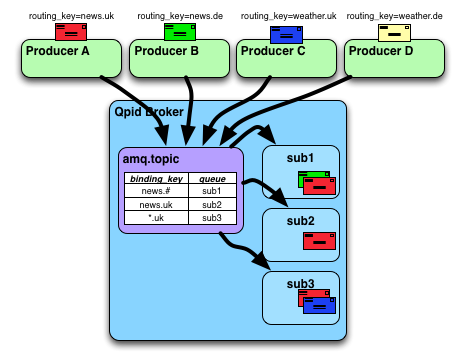 routing_key=news.uk routing_key=news.de routing_key=weather.uk routing_key=weather.de
Producer A Producer B Producer C Producer D
Qpid Broker
amq.topic
binding_key queue
news.# sub1
news.uk sub2
*.uk sub3
sub1
sub2
sub3